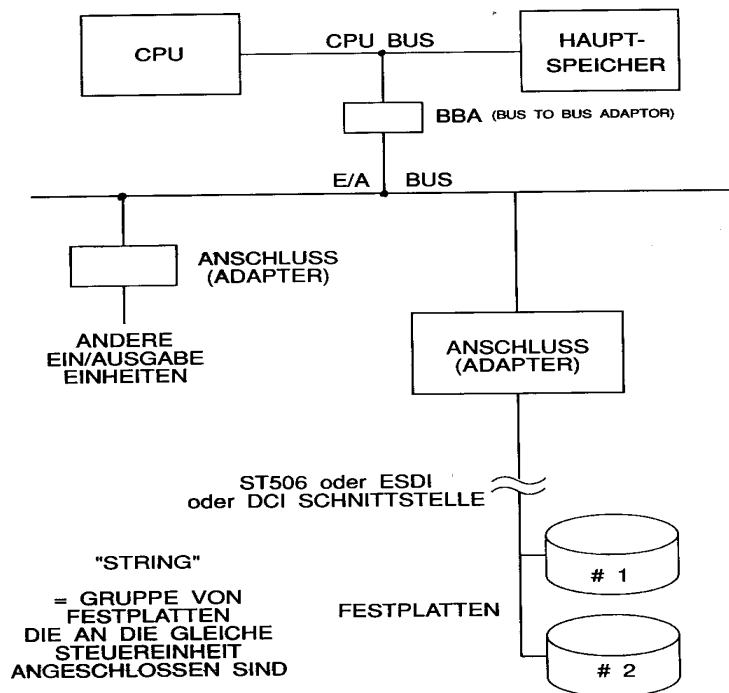 CPU
CPU BUS
HAUPT-
SPEICHER
BBA (BUS TO BUS ADAPTOR)
E/A BUS
ANSCHLUSS
(ADAPTER)
ANDERE
EIN/AUSGABE
EINHEITEN
ANSCHLUSS
(ADAPTER)
ST506 oder ESDI
oder DCI SCHNITTSTELLE
"STRING"
= GRUPPE VON
FESTPLATTEN
DIE AN DIE GLEICHE
STEUEREINHEIT
ANGESCHLOSSEN SIND
FESTPLATTEN
# 1
# 2